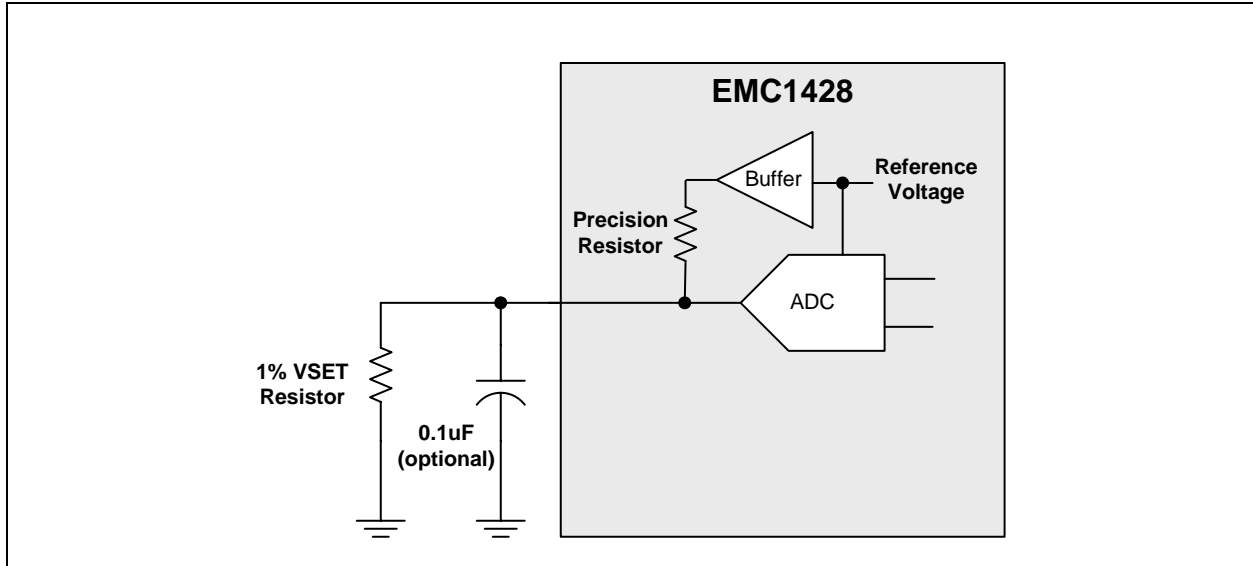 EMC1428
Buffer
Reference
Voltage
Precision
Resistor
ADC
1% VSET
Resistor
0.1uF
(optional)